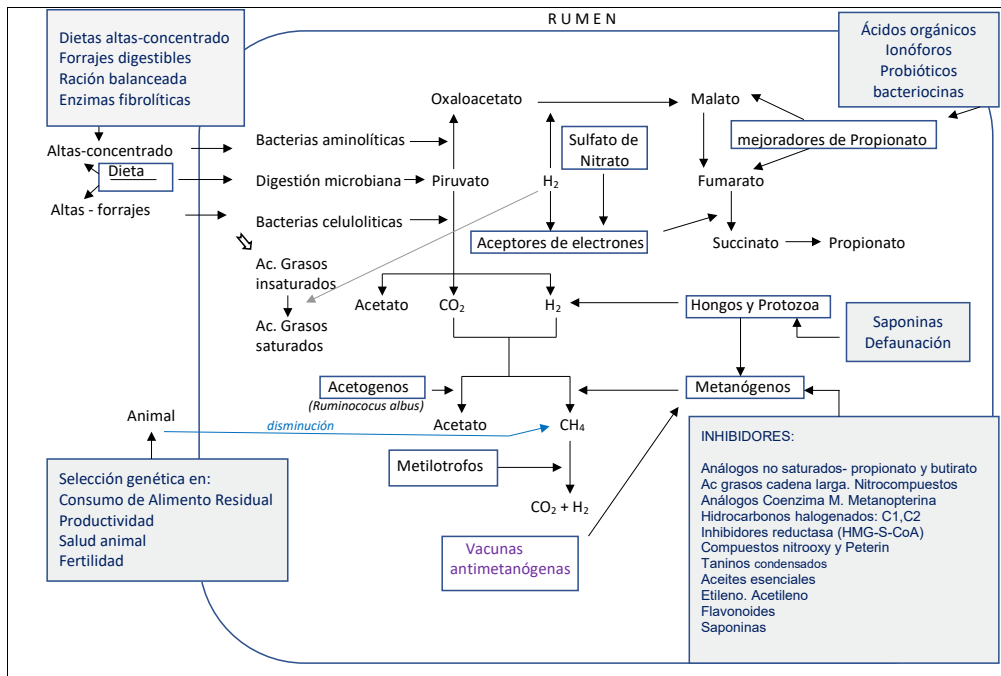 R U M E N
Dietas altas-concentrado
Forrajes digestibles
Ración balanceada
Enzimas fibrolíticas
Ácidos orgánicos
Ionóforos
Probióticos
bacteriocinas
Oxaloacetato
Malato
Altas-concentrado
Bacterias aminolíticas
Sulfato de
Nitrato
mejoradores de Propionato
Dieta
Digestión microbiana
Piruvato
H₂
Fumarato
Altas - forrajes
Bacterias celuloliticas
Aceptores de electrones
Succinato
Propionato
Ac. Grasos
insaturados
Ac. Grasos
saturados
Acetato
CO₂
H₂
Hongos y Protozoa
Saponinas
Defaunación
Acetogenos
(Ruminococus albus)
Metanógenos
Animal
disminución
Acetato
CH₄
Metilotrofos
CO₂ + H₂
Selección genética en:
Consumo de Alimento Residual
Productividad
Salud animal
Fertilidad
Vacunas
antimetanógenas
INHIBIDORES:
Análogos no saturados- propionato y butirato
Ac grasos cadena larga. Nitrocompuestos
Análogos Coenzima M. Metanopterina
Hidrocarbonos halogenados: C1,C2
Inhibidores reductasa (HMG-S-CoA)
Compuestos nitrooxy y Peterin
Taninos condensados
Aceites esenciales
Etileno. Acetileno
Flavonoides
Saponinas